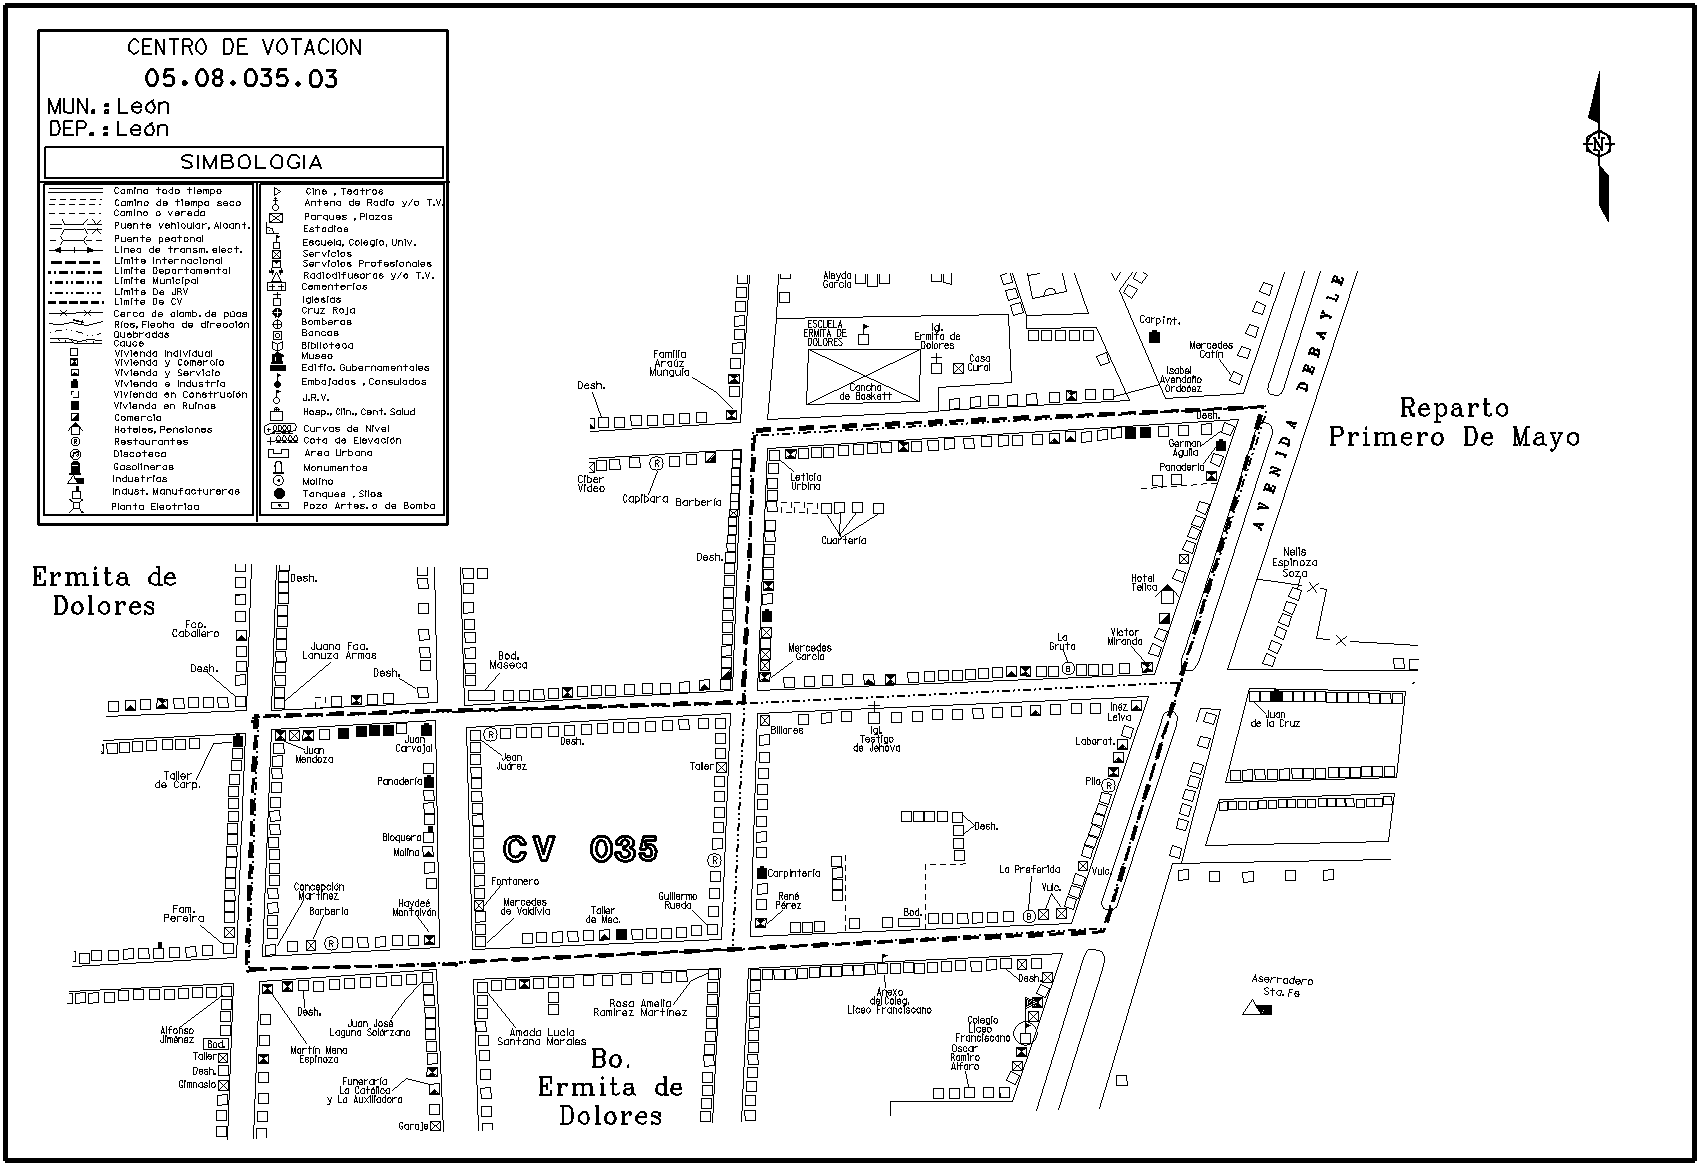 CENTRO DE VOTACION
05.08.035.03
MUN.: León
DEP.: León
SIMBOLOGIA
Camino todo tiempo
Camino de tiempo seco
Camino o vereda
Puente vehicular, Alcant.
Puente peatonal
Linea de transm. elect.
Limite Internacional
Limite Departamental
Limite Municipal
Limite De JRV
Limite De CV
Cerca de alamb. de púas
Ríos, Flecha de dirección
Quebradas
Cauce
Vivienda Individual
Vivienda y Comercio
Vivienda y Servicio
Vivienda e Industria
Vivienda en Construcción
Vivienda en Ruinas
Comercio
Hoteles, Pensiones
Restaurantes
Discoteca
Gasolineras
Industrias
Indust. Manufactureras
Planta Electrica
Cine , Teatros
Antena de Radio y/o T.V.
Parques , Plazas
Estadios
Escuela, Colegio, Univ.
Servicios
Servicios Profesionales
Radiodifusoras y/o T.V.
Cementerios
Iglesias
Cruz Roja
Bomberos
Bancos
Biblioteca
Museo
Edific. Gubernamentales
Embajadas , Consulados
J.R.V.
Hosp., Clin., Cent. Salud
Curvas de Nivel
Cota de Elevación
Area Urbana
Monumentos
Molino
Tanques , Silos
Pozo Artes. o de Bomba
N
Aleyda
García
ESCUELA
ERMITA DE
DOLORES
Igl.
Ermita de
Dolores
Casa
Cural
Cancha
de Baskett
Carpint.
Mercedes
Catín
Isabel
Avendaño
Ordoñez
Familia
Araúz
Munguía
Desh.
AVENIDA DEBAYLE
Reparto
Primero De Mayo
Desh.
German
Aguila
Panadería
Ciber
Video
R
Capibara
Barbería
Leticia
Urbina
Cuartería
Desh.
Hotel
Telica
Nelis
Espinoza
Soza
Ermita de
Dolores
Desh.
Fco.
Caballero
Desh.
Juana Fca.
Lanuza Armas
Desh.
Bod.
Maseca
Mercedes
García
La
Gruta
B
Víctor
Miranda
Juan
de la Cruz
Inéz
Leiva
Laborat.
Pila
R
Billares
Igl.
Testigo
de Jehova
Juan
Mendoza
Juan
Carvajal
R
Jean
Juárez
Desh.
Taller
Taller
de Carp.
Panadería
Bloquera
Molino
CV 035
R
Desh.
Concepción
Martínez
Barbería
R
Haydeé
Montalván
Fontanero
Mercedes
de Valdivia
Taller
de Mec.
Guillermo
Rueda
Carpintería
René
Pérez
Bod.
La Preferida
B
Vulc.
Vulc.
Fam.
Pereira
Alfonso
Jiménez
Bod.
Taller
Desh.
Gimnasio
Desh.
Martín Mena
Espinoza
Juan José
Laguna Solórzano
Funeraria
La Católica
y La Auxiliadora
Garaje
Amada Lucia
Santana Morales
Rosa Amelia
Ramírez Martínez
Bo.
Ermita de
Dolores
Anexo
del Coleg.
Liceo Franciscano
Desh.
Colegio
Liceo
Franciscano
Oscar
Ramiro
Alfaro
Aserradero
Sta. Fe